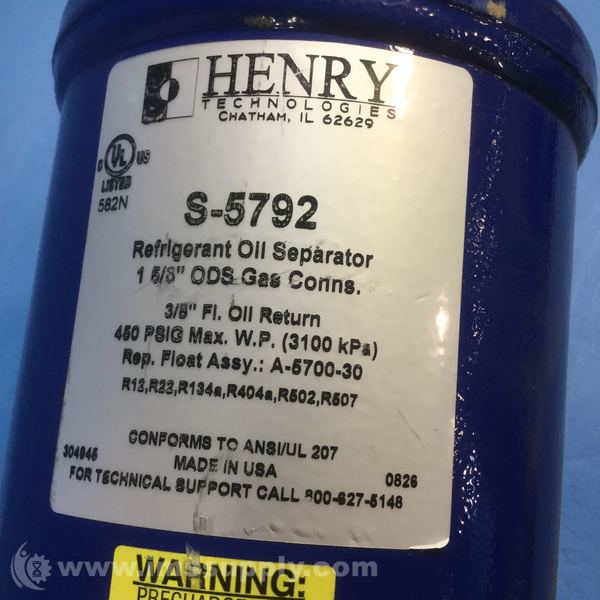 HENRY
TECHNOLOGIES
CHATHAM, IL 62629
C UL US
LISTED
582N
S-5792
Refrigerant Oil Separator
1 5/8" ODS Gas Conns.
3/8" Fl. Oil Return
450 PSIG Max. W.P. (3100 kPa)
Rep. Float Assy.: A-5700-30
R12,R22,R134a,R404a,R502,R507
CONFORMS TO ANSI/UL 207
304945 MADE IN USA 0826
FOR TECHNICAL SUPPORT CALL 800-627-5148
WARNING:
www.mssupply.com